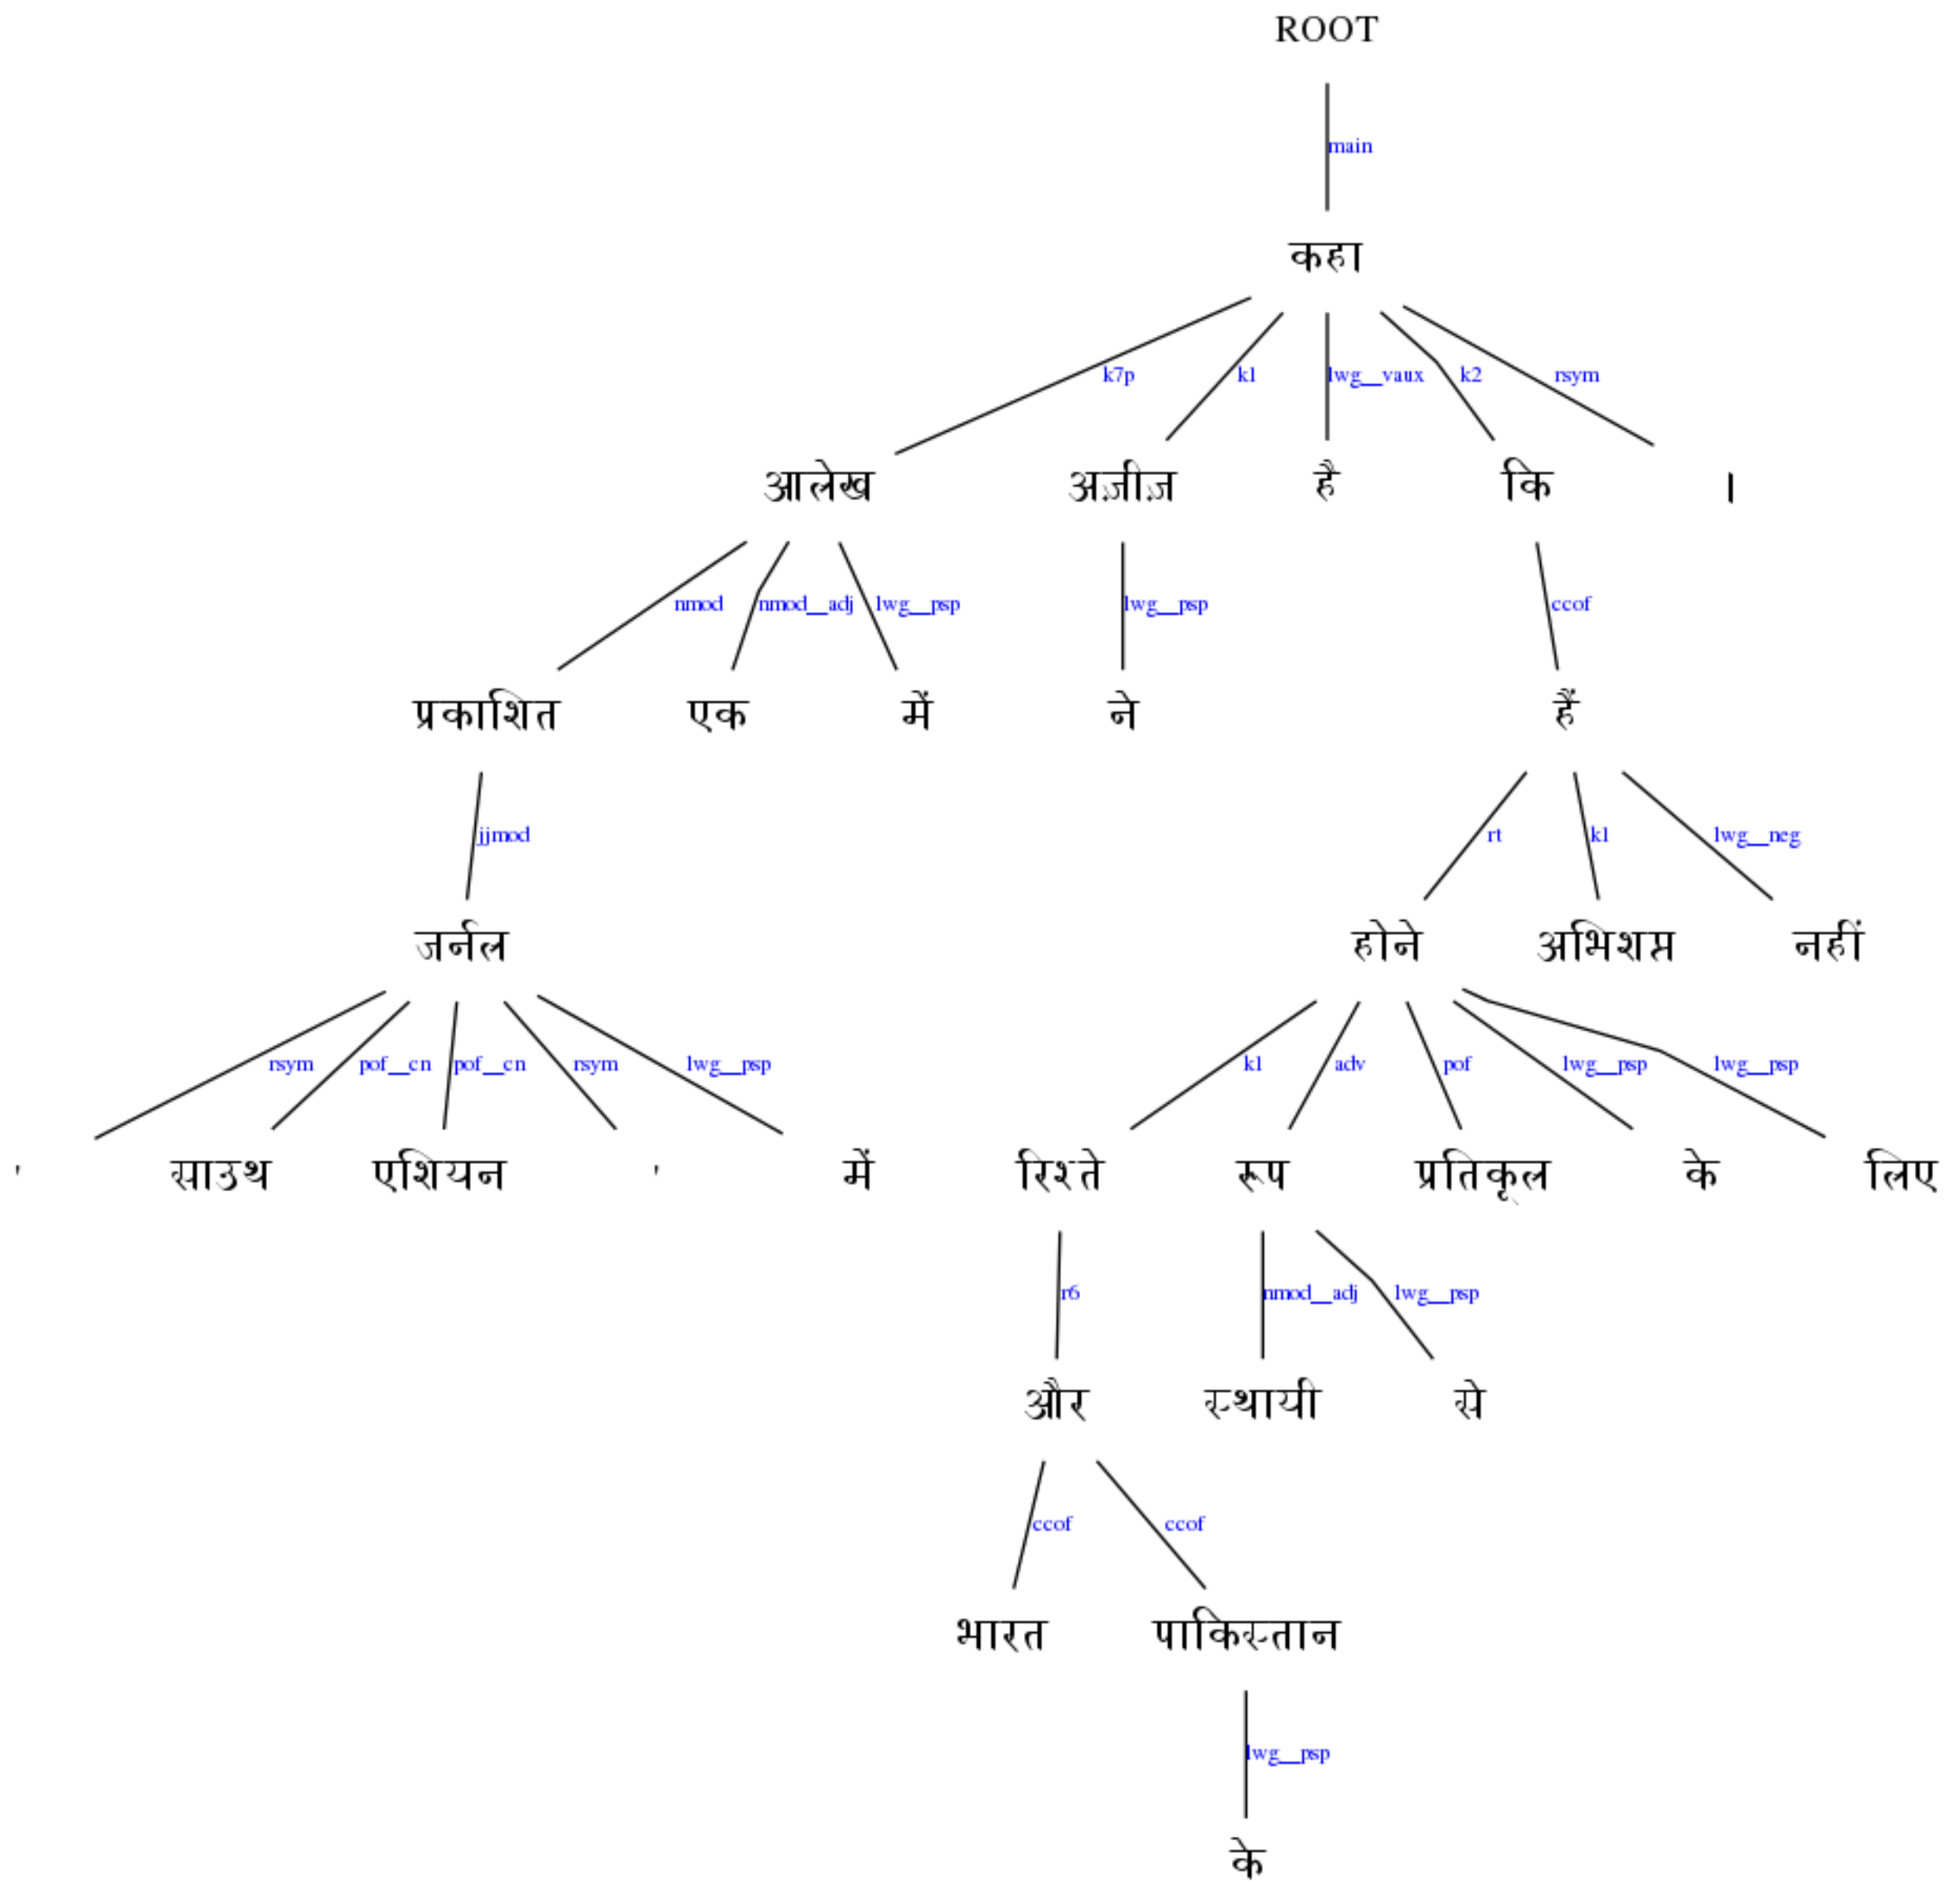 ROOT
main
कहा
k7p k1 lwg__vaux k2 rsym
आलेख अज़ीज़ है कि ।
nmod nmod__adj lwg__psp lwg__psp ccof
प्रकाशित एक में ने हैं
jjmod rt k1 lwg__neg
जर्नल होने अभिशप्त नहीं
rsym pof__cn pof__cn rsym lwg__psp k1 adv pof lwg__psp lwg__psp
' साउथ एशियन ' में रिश्ते रूप प्रतिकूल के लिए
r6 nmod__adj lwg__psp
और स्थायी से
ccof ccof
भारत पाकिस्तान
lwg__psp
के